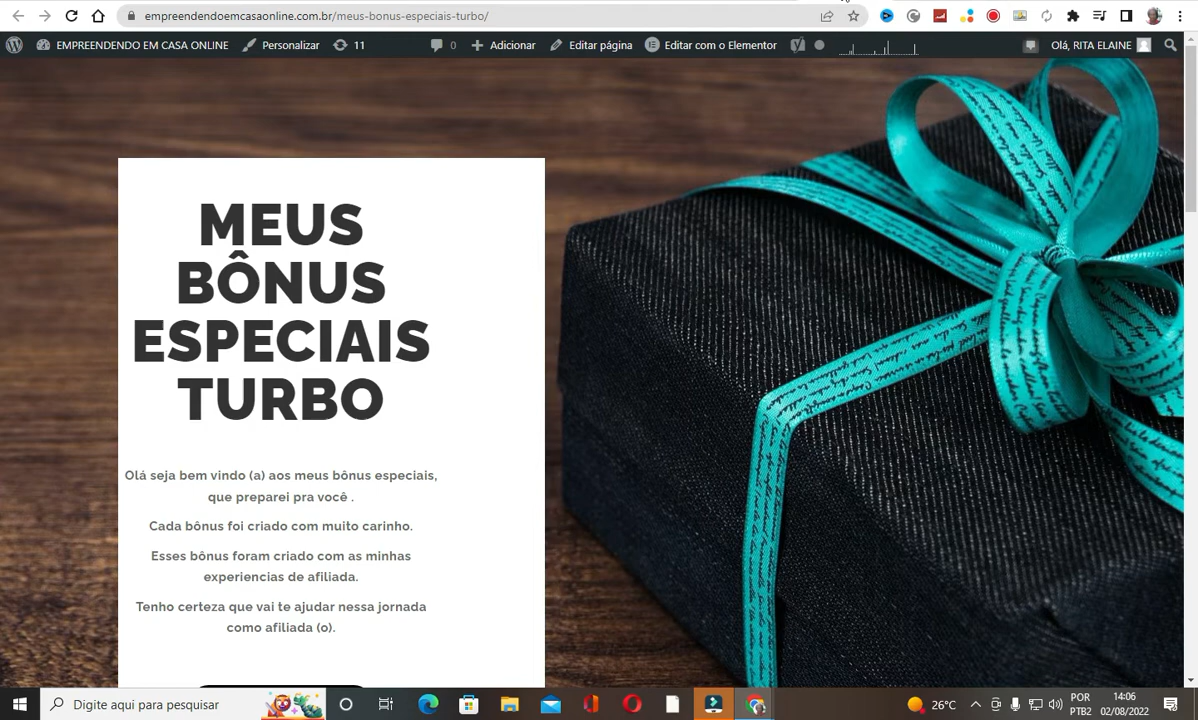 empreendendoemcasaonline.com.br/meus-bonus-especiais-turbo/
EMPREENDENDO EM CASA ONLINE Personalizar 11 0 Adicionar Editar página Editar com o Elementor Olá, RITA ELAINE
MEUS
BÔNUS
ESPECIAIS
TURBO
Olá seja bem vindo (a) aos meus bônus especiais,
que preparei pra você .
Cada bônus foi criado com muito carinho.
Esses bônus foram criado com as minhas
experiencias de afiliada.
Tenho certeza que vai te ajudar nessa jornada
como afiliada (o).
Digite aqui para pesquisar
26°C
POR
PTB2
14:06
02/08/2022